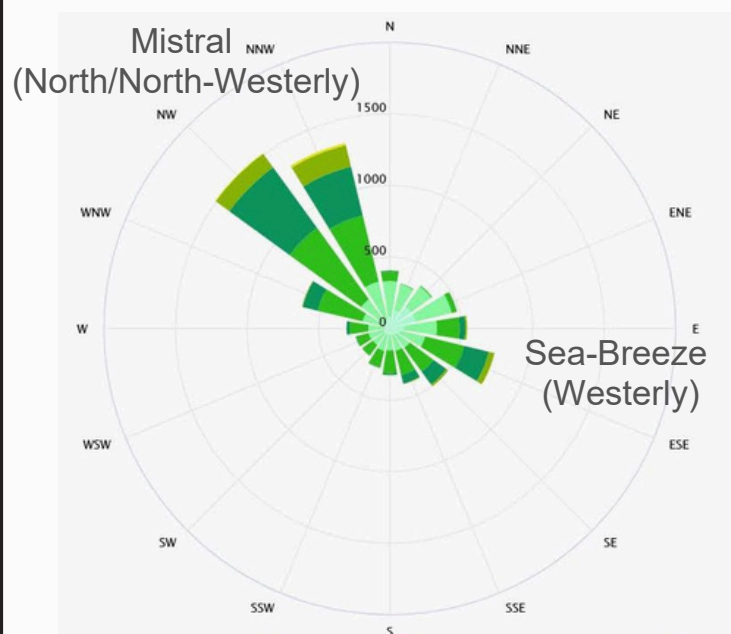 Mistral
(North/North-Westerly)
N
NNW
NNE
NW
NE
WNW
ENE
W
E
WSW
ESE
SW
SE
SSW
SSE
S
1500
1000
500
0
Sea-Breeze
(Westerly)